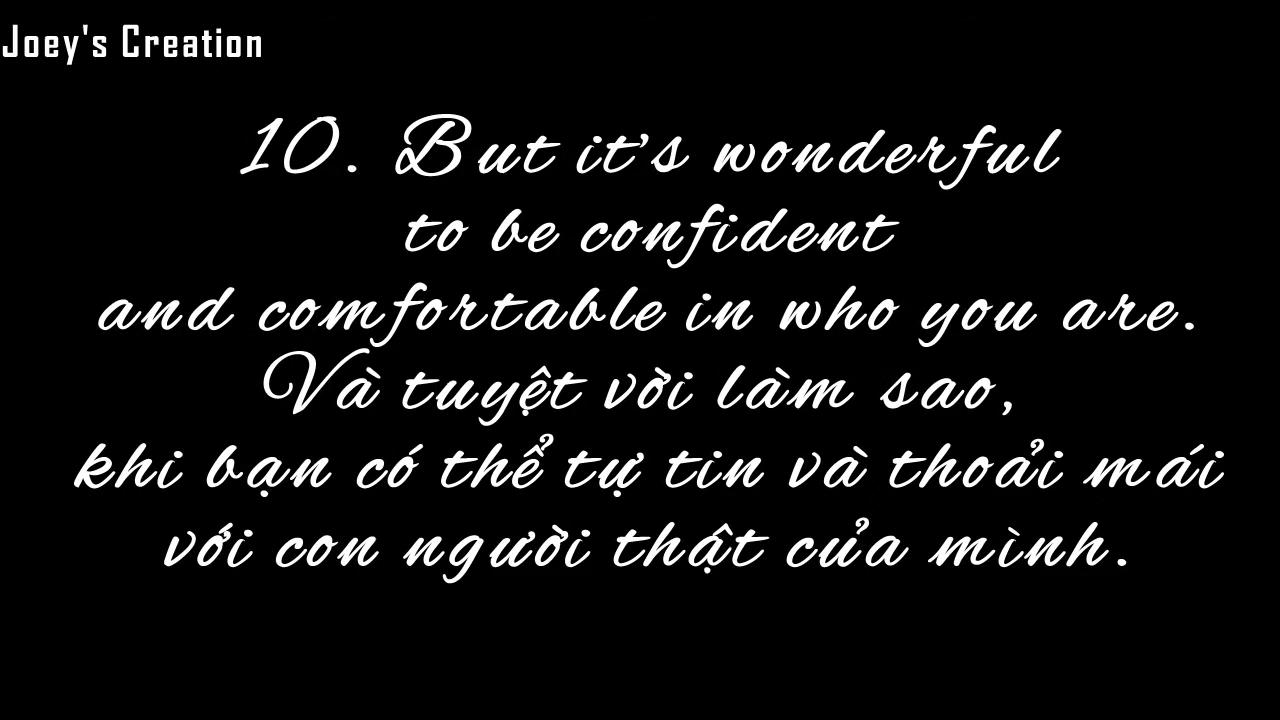 Joey's Creation
10. But it's wonderful
to be confident
and comfortable in who you are.
Và tuyệt vời làm sao,
khi bạn có thể tự tin và thoải mái
với con người thật của mình.